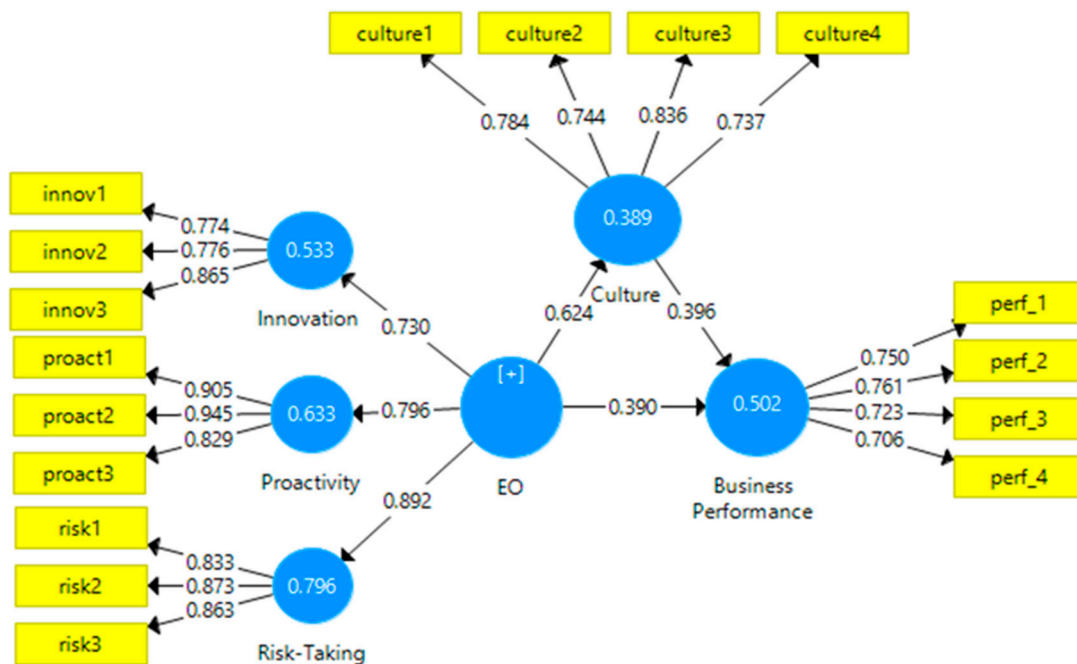 culture1
culture2
culture3
culture4
0.784
0.744
0.836
0.737
innov1
innov2
innov3
0.774
0.776
0.865
0.533
Innovation
0.389
Culture
0.730
0.624
0.396
proact1
proact2
proact3
0.905
0.945
0.829
0.633
Proactivity
0.796
[+]
EO
0.390
0.502
Business
Performance
0.750
0.761
0.723
0.706
perf_1
perf_2
perf_3
perf_4
0.892
risk1
risk2
risk3
0.833
0.873
0.863
0.796
Risk-Taking